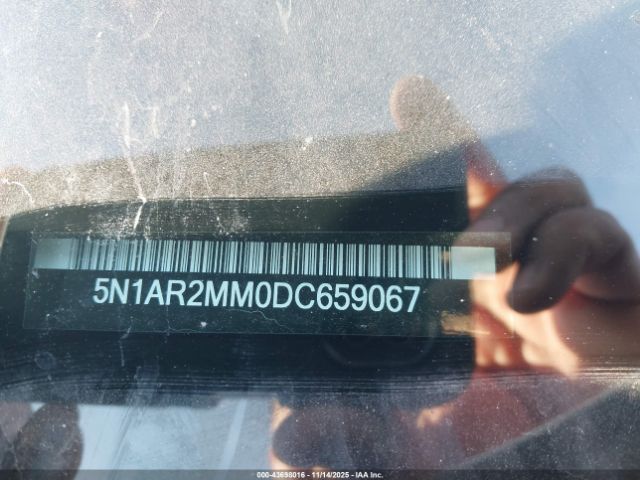 5N1AR2MM0DC659067
000-43698016 - 11/14/2025 - IAA Inc.